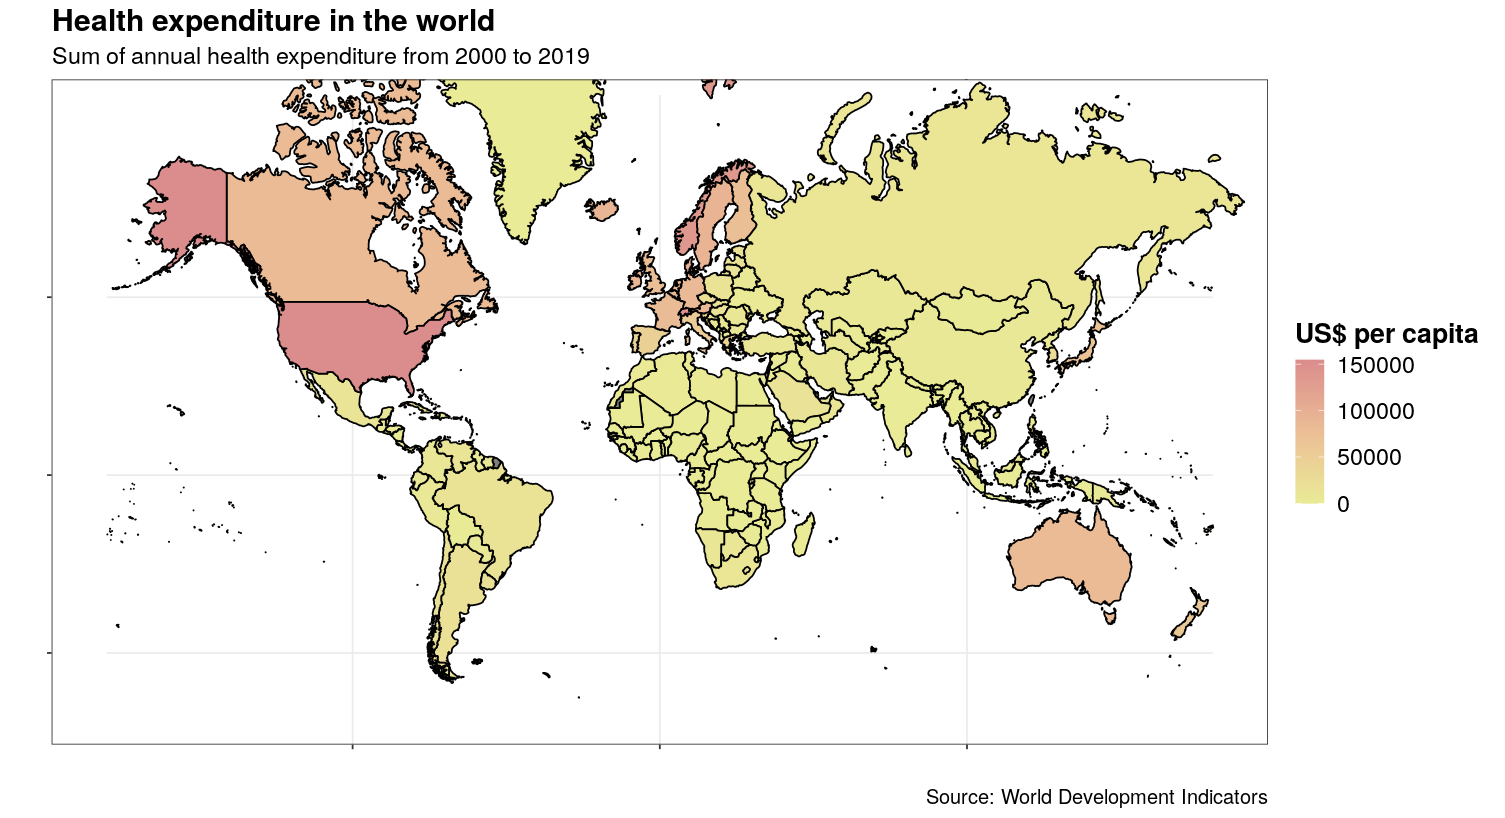 Health expenditure in the world
Sum of annual health expenditure from 2000 to 2019
US$ per capita
150000
100000
50000
0
Source: World Development Indicators